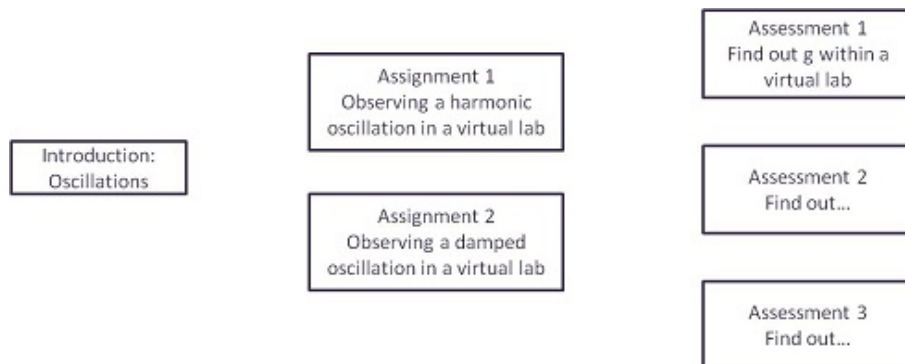 Introduction:
Oscillations
Assignment 1
Observing a harmonic
oscillation in a virtual lab
Assignment 2
Observing a damped
oscillation in a virtual lab
Assessment 1
Find out g within a
virtual lab
Assessment 2
Find out...
Assessment 3
Find out...